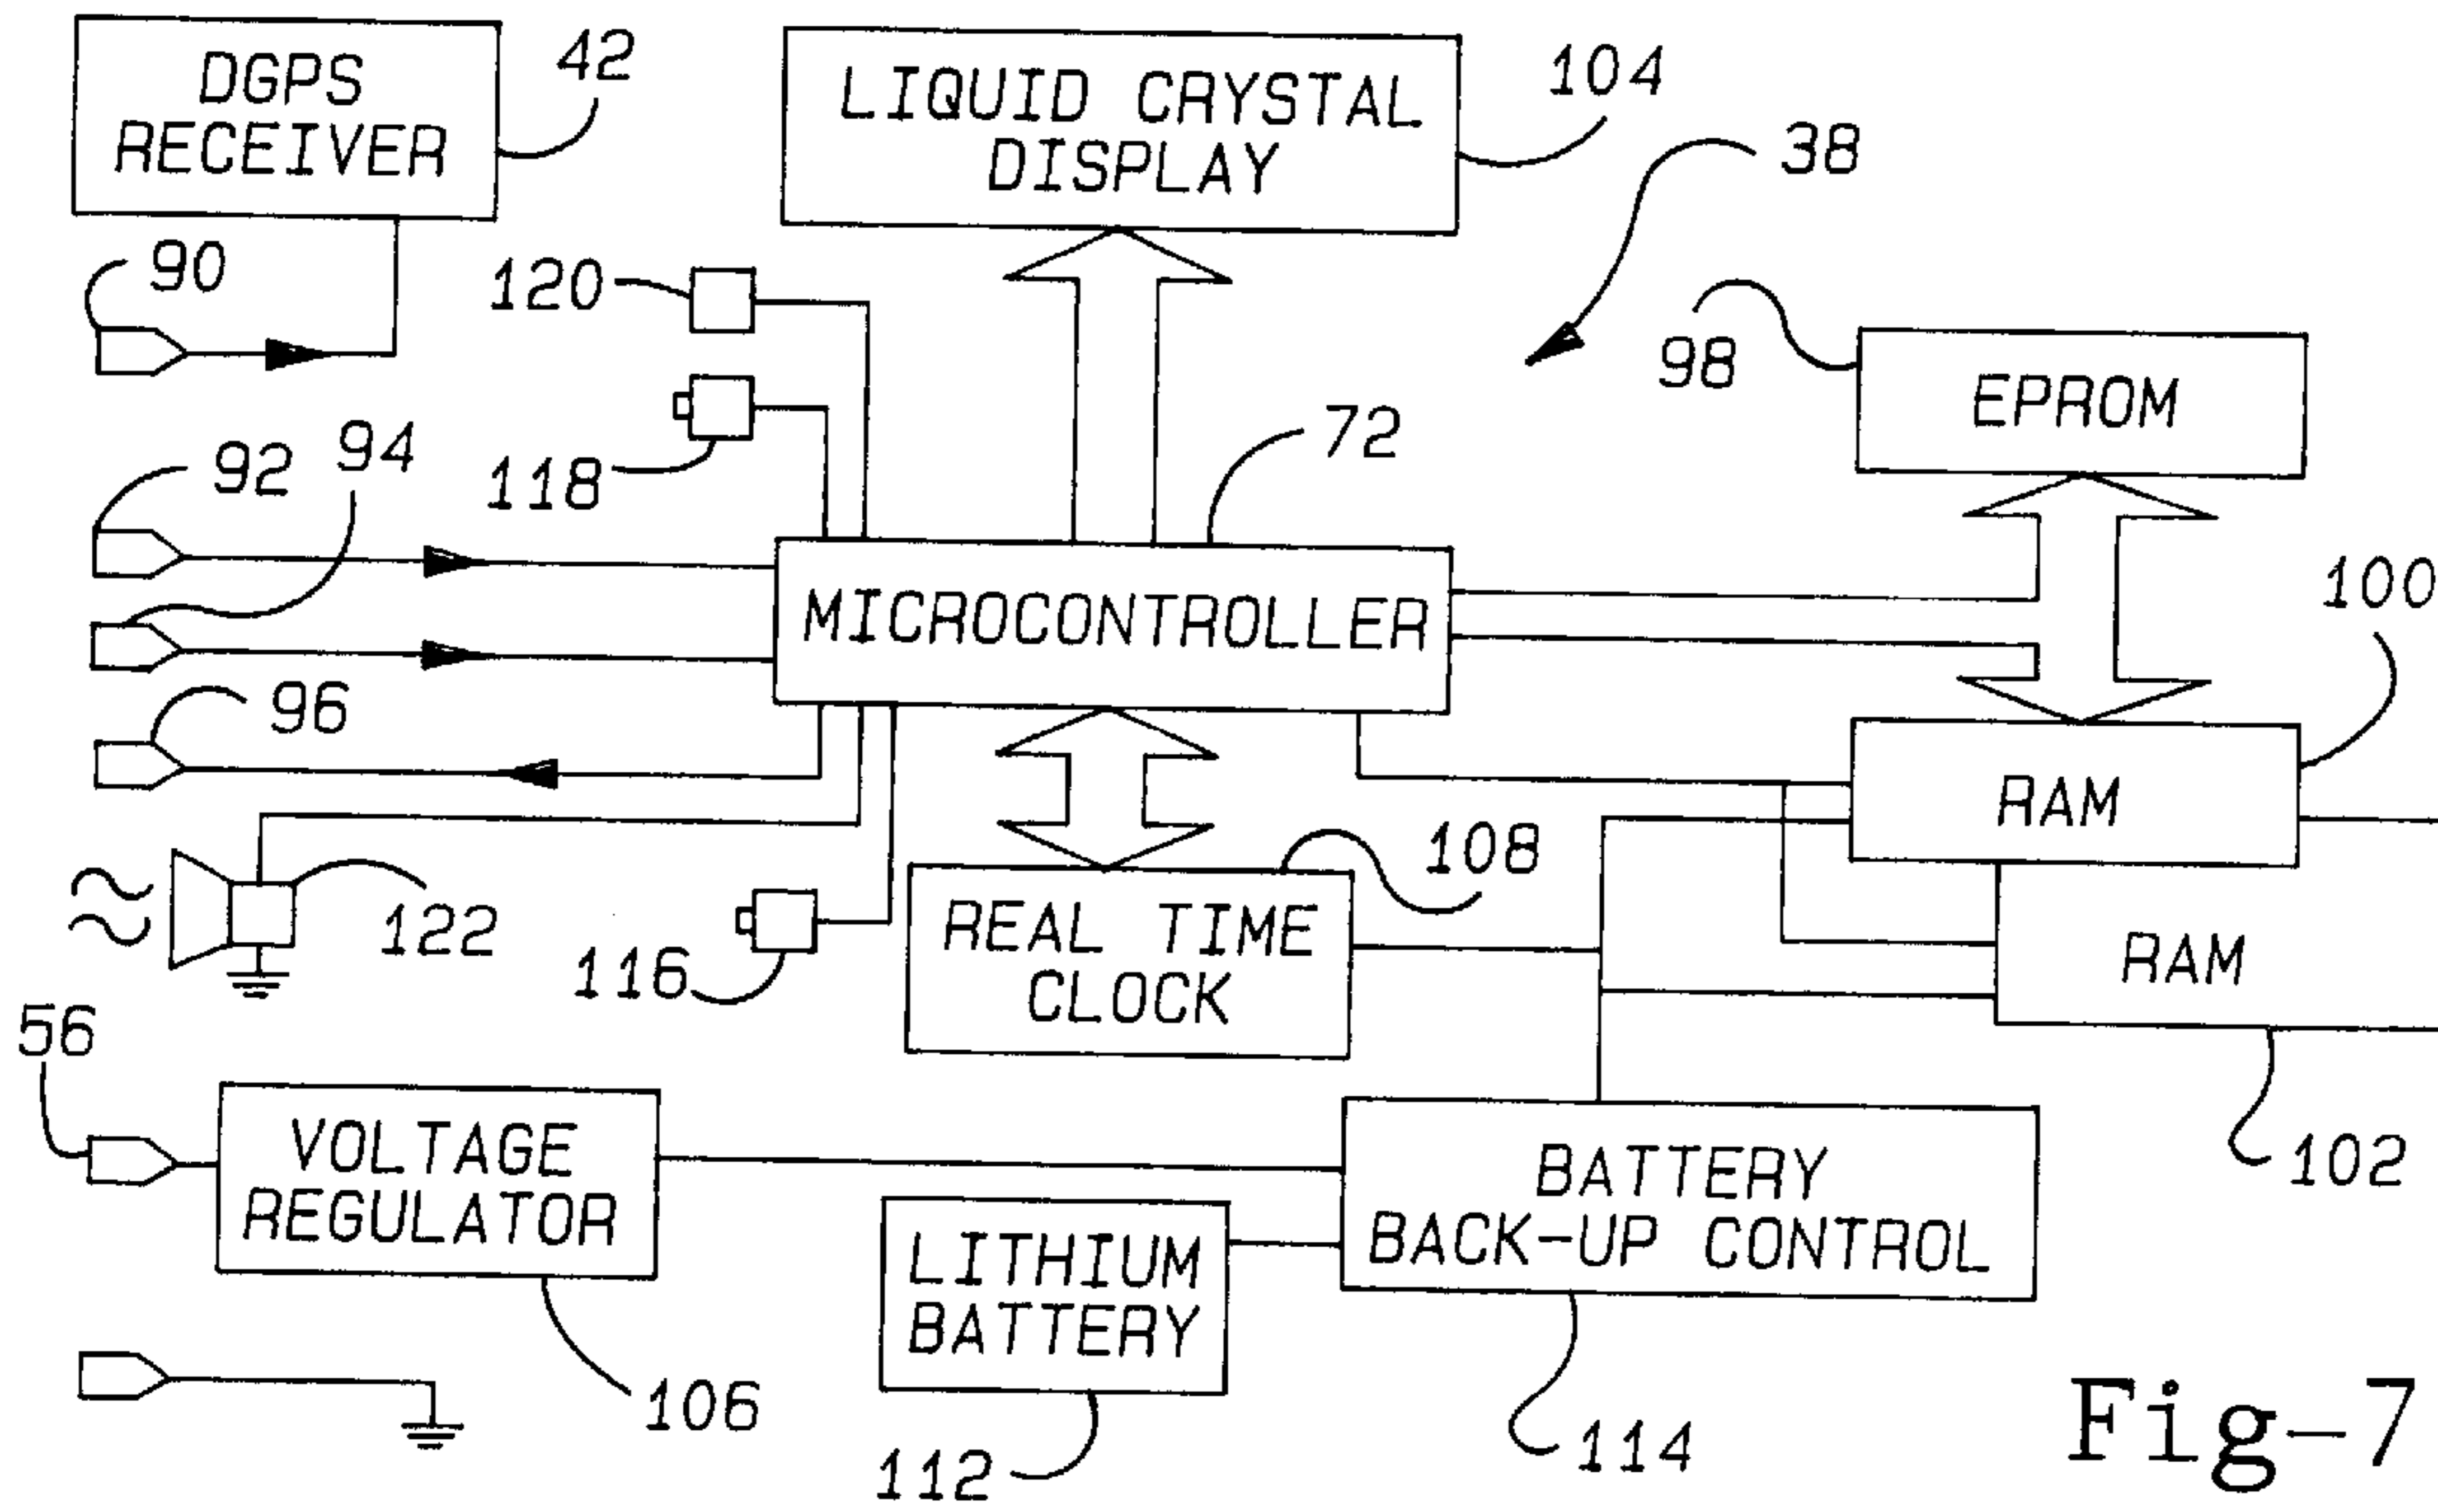 DGPS
RECEIVER
42
LIQUID CRYSTAL
DISPLAY
104
38
90
120
98
EPROM
92
94
118
72
100
MICROCONTROLLER
96
RAM
108
122
116
REAL TIME
CLOCK
RAM
56
VOLTAGE
REGULATOR
BATTERY
BACK-UP CONTROL
102
LITHIUM
BATTERY
106
112
114
Fig-7